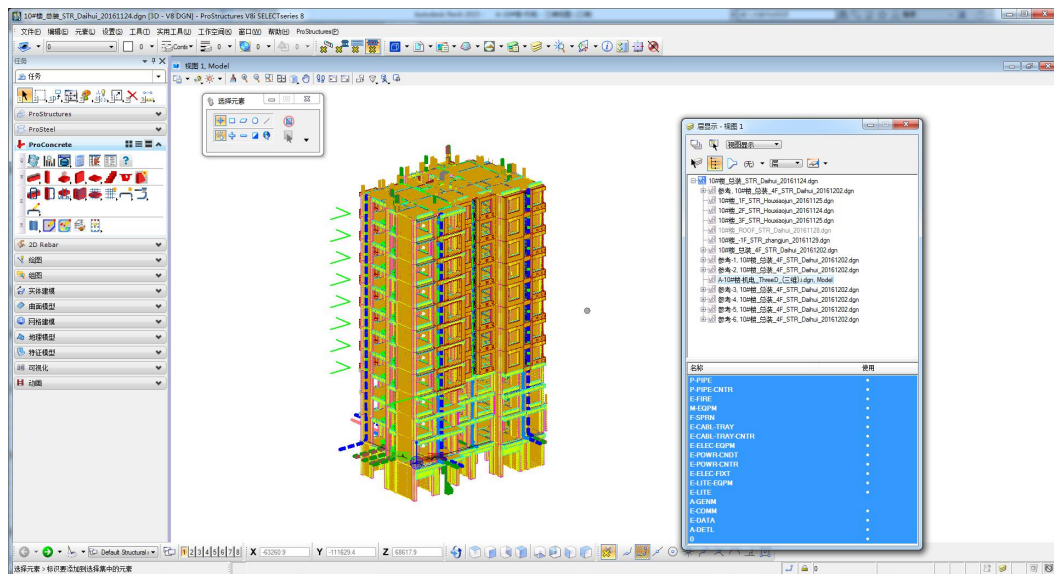 10#楼_总装_STR_Daihui_20161124.dgn [3D - V8 DGN] - ProStructures V8i SELECTseries 8
文件(F) 编辑(E) 元素(L) 设置(S) 工具(O) 实用工具(U) 工作空间(K) 窗口(W) 帮助(H) ProStructures(P)
0 0 Conti 0 0 0
任务
视图 1, Model
任务
选择元素
ProStructures
ProSteel
ProConcrete
2D Rebar
绘图
绘图
实体建模
曲面模型
网格建模
地理模型
特征模型
可视化
动画
层显示 - 视图 1
视图显示
层
10#楼_总装_STR_Daihui_20161124.dgn
参考, 10#楼_总装_4F_STR_Daihui_20161202.dgn
10#楼_1F_STR_Houxiaojun_20161125.dgn
10#楼_2F_STR_Houxiaojun_20161124.dgn
10#楼_3F_STR_Houxiaojun_20161125.dgn
10#楼_ROOF_STR_Daihui_20161128.dgn
10#楼_-1F_STR_zhangjun_20161129.dgn
10#楼_总装_4F_STR_Daihui_20161202.dgn
参考-1, 10#楼_总装_4F_STR_Daihui_20161202.dgn
参考-2, 10#楼_总装_4F_STR_Daihui_20161202.dgn
A-10#楼-机电_ThreeD_(三维).dgn, Model
参考-3, 10#楼_总装_4F_STR_Daihui_20161202.dgn
参考-4, 10#楼_总装_4F_STR_Daihui_20161202.dgn
参考-5, 10#楼_总装_4F_STR_Daihui_20161202.dgn
参考-6, 10#楼_总装_4F_STR_Daihui_20161202.dgn
名称 使用
P-PIPE
P-PIPE-CNTR
E-FIRE
M-EQPM
F-SPRN
E-CABL-TRAY
E-CABL-TRAY-CNTR
E-ELEC-EQPM
E-POWR-CNDT
E-POWR-CNTR
E-ELEC-FIXT
E-LITE-EQPM
E-LITE
A-GENM
E-COMM
E-DATA
A-DETL
0
Default Structural 1 2 3 4 5 6 7 8 X -63260.9 Y -111629.4 Z 68617.9
选择元素 > 标识要添加到选择集中的元素 0